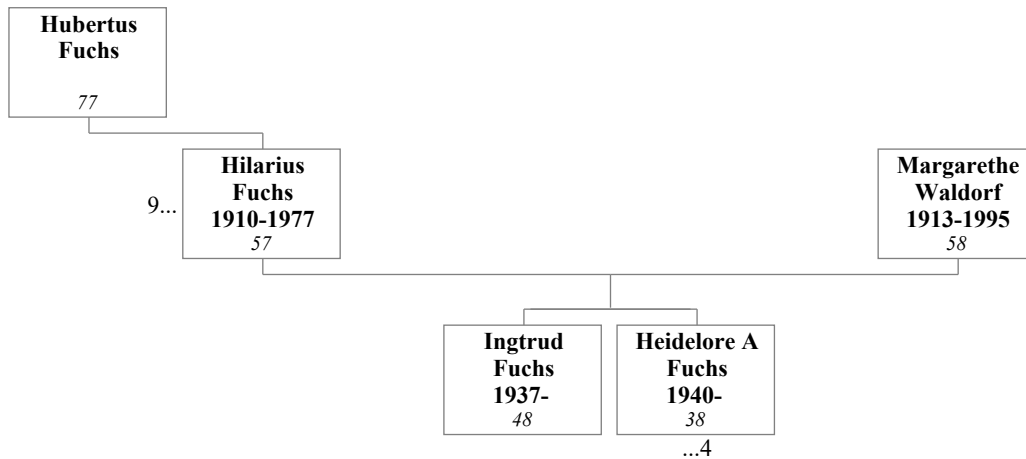 Hubertus
Fuchs
77
9...
Hilarius
Fuchs
1910-1977
57
Margarethe
Waldorf
1913-1995
58
Ingtrud
Fuchs
1937-
48
Heidelore A
Fuchs
1940-
38
...4